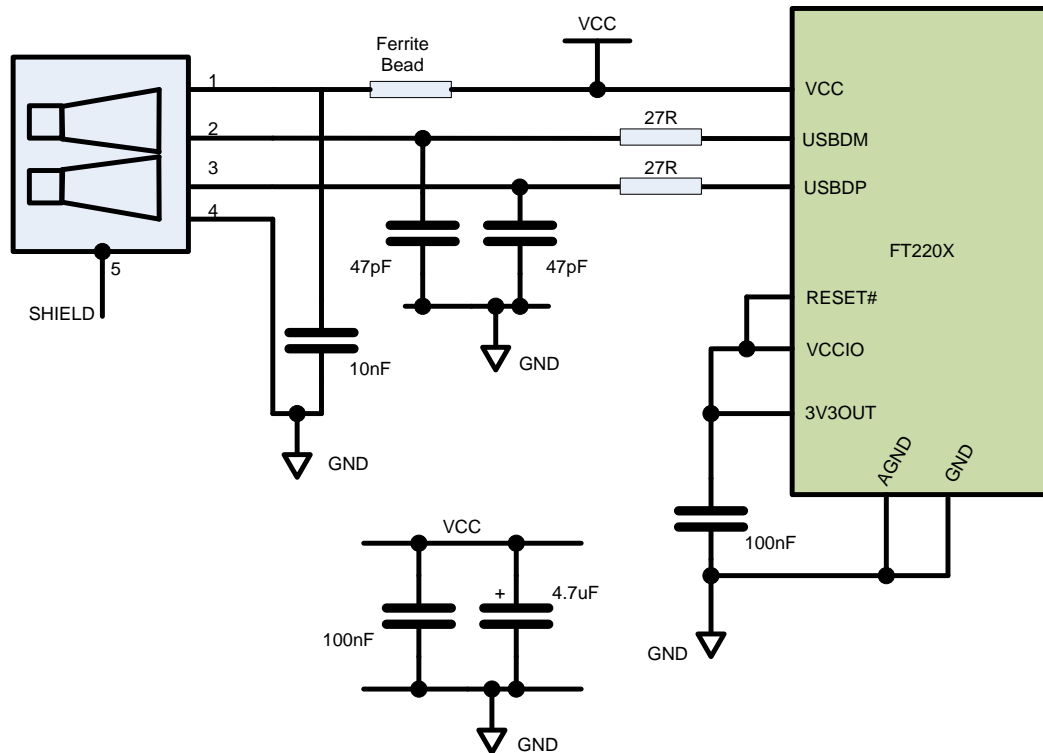 VCC
Ferrite
Bead
1
VCC
27R
2
USBDM
27R
3
USBDP
4
47pF
47pF
FT220X
5
SHIELD
RESET#
10nF
GND
VCCIO
3V3OUT
GND
AGND
GND
VCC
100nF
+
4.7uF
100nF
GND
GND